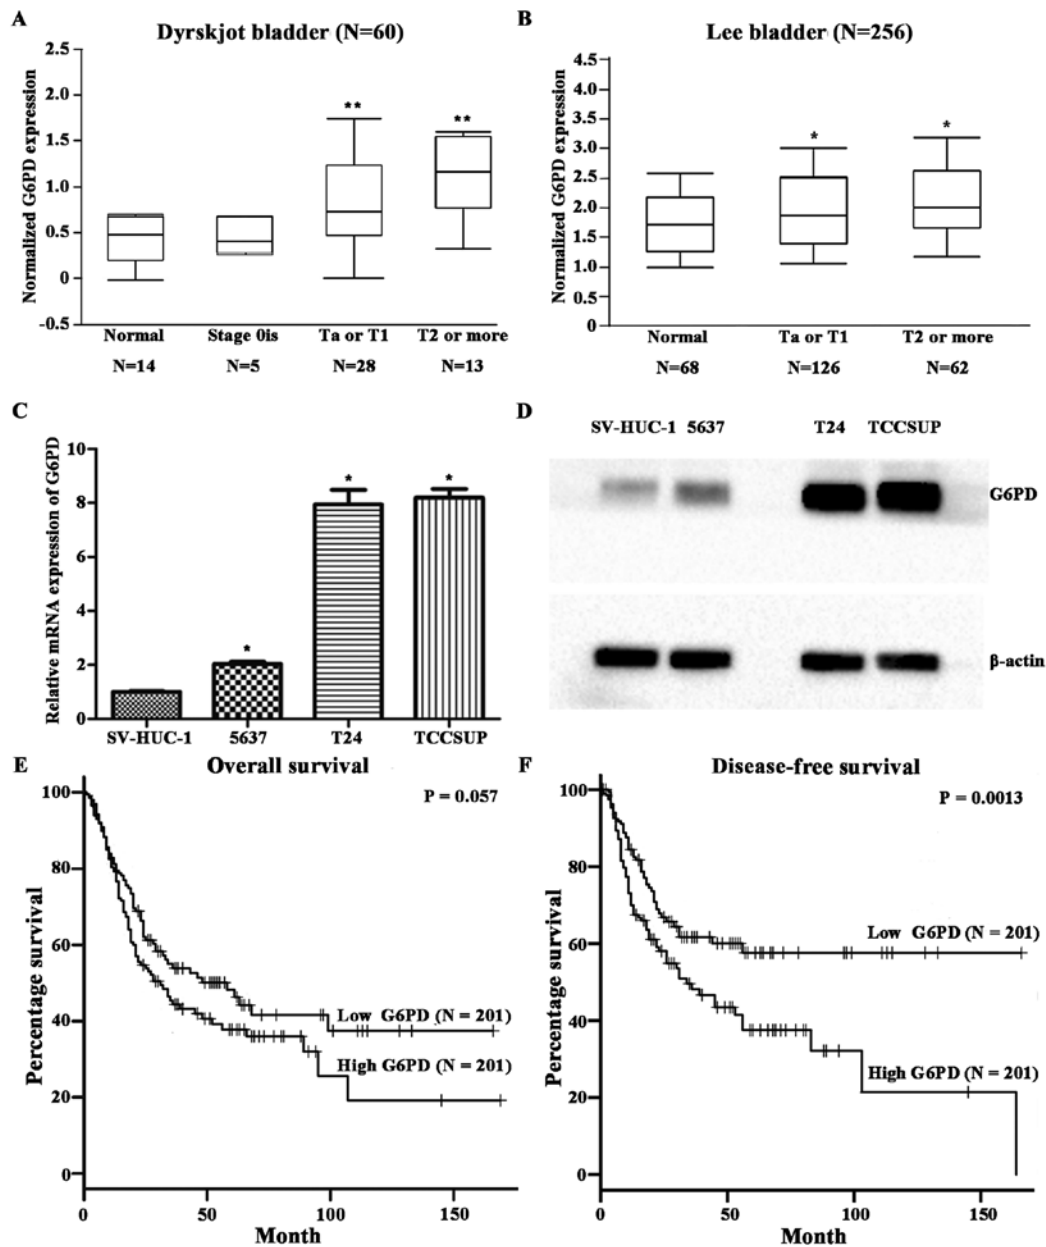 A
Dyrskjot bladder (N=60)
Normalized G6PD expression
2.5
2.0
1.5
1.0
0.5
0
-0.5
**
**
Normal Stage 0is Ta or T1 T2 or more
N=14 N=5 N=28 N=13
B
Lee bladder (N=256)
Normalized G6PD expression
4.5
4.0
3.5
3.0
2.5
2.0
1.5
1.0
0.5
0
*
*
Normal Ta or T1 T2 or more
N=68 N=126 N=62
C
Relative mRNA expression of G6PD
10
8
6
4
2
0
*
*
*
SV-HUC-1 5637 T24 TCCSUP
D
SV-HUC-1 5637 T24 TCCSUP
G6PD
β-actin
E
Overall survival
P = 0.057
Percentage survival
100
80
60
40
20
0
Low G6PD (N = 201)
High G6PD (N = 201)
0 50 100 150
Month
F
Disease-free survival
P = 0.0013
Percentage survival
100
80
60
40
20
0
Low G6PD (N = 201)
High G6PD (N = 201)
0 50 100 150
Month